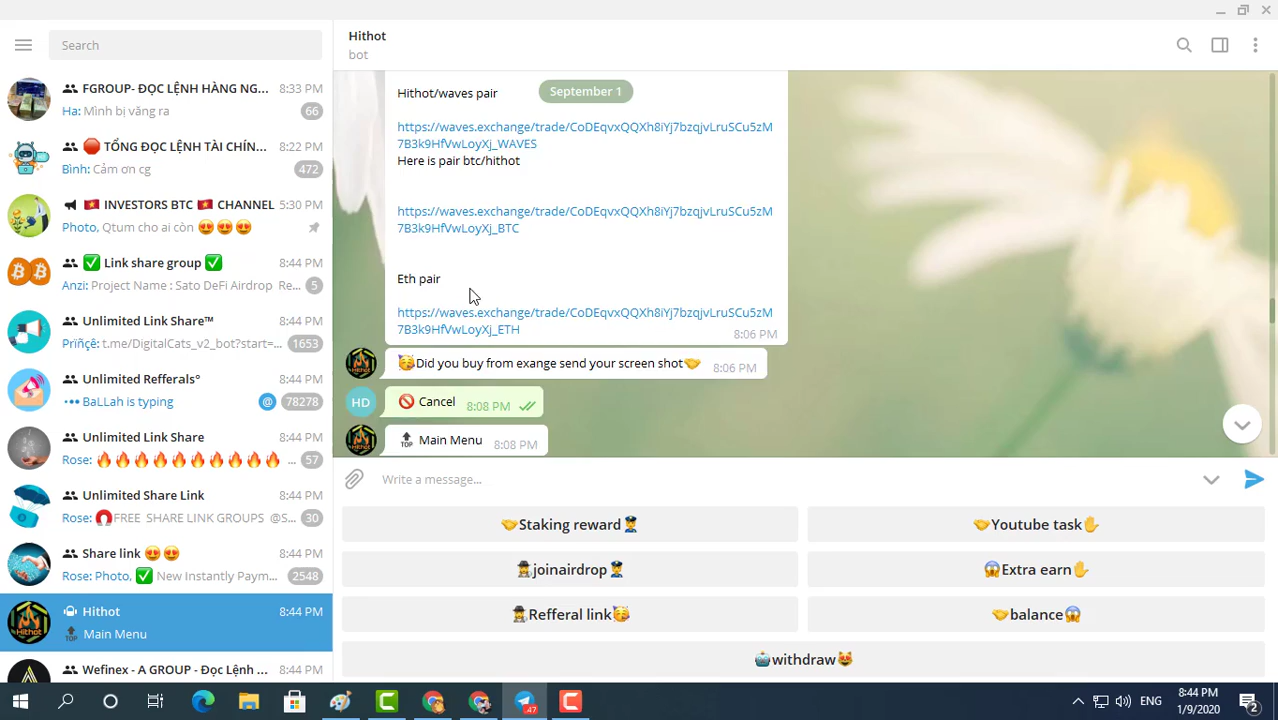 Search
Hithot
bot
FGROUP- ĐỌC LỆNH HÀNG NG...
8:33 PM
Ha: Mình bị văng ra
66
TỔNG ĐỌC LỆNH TÀI CHÍN...
8:22 PM
Bình: Cảm ơn cg
472
INVESTORS BTC 🇻🇳 CHANNEL
5:30 PM
Photo, Qtum cho ai còn 😍😍😍
✅ Link share group ✅
8:44 PM
Anzi: Project Name : Sato DeFi Airdrop Re...
5
Unlimited Link Share™
8:44 PM
Prïñçê: t.me/DigitalCats_v2_bot?start=...
1653
Unlimited Refferals°
8:44 PM
BaLLah is typing
@ 78278
Unlimited Link Share
8:44 PM
Rose: 🔥🔥🔥🔥🔥🔥🔥🔥🔥 ...
57
Unlimited Share Link
8:44 PM
Rose: 🧲FREE SHARE LINK GROUPS @S...
30
Share link 😍😍
8:44 PM
Rose: Photo, ✅ New Instantly Paym...
2548
Hithot
8:44 PM
🔝 Main Menu
Wefinex - A GROUP - Đọc Lệnh ...
8:44 PM
September 1
Hithot/waves pair
https://waves.exchange/trade/CoDEqvxQQXh8iYj7bzqjvLruSCu5zM
7B3k9HfVwLoyXj_WAVES
Here is pair btc/hithot
https://waves.exchange/trade/CoDEqvxQQXh8iYj7bzqjvLruSCu5zM
7B3k9HfVwLoyXj_BTC
Eth pair
https://waves.exchange/trade/CoDEqvxQQXh8iYj7bzqjvLruSCu5zM
7B3k9HfVwLoyXj_ETH
8:06 PM
🥳Did you buy from exange send your screen shot🤝
8:06 PM
HD
🚫 Cancel
8:08 PM
🔝 Main Menu
8:08 PM
Write a message...
🤝Staking reward👮
🤝Youtube task✋
🕵joinairdrop👮
😱Extra earn✋
🕵Refferal link🥳
🤝balance😱
🤖withdraw😻
47
ENG
8:44 PM
1/9/2020
2